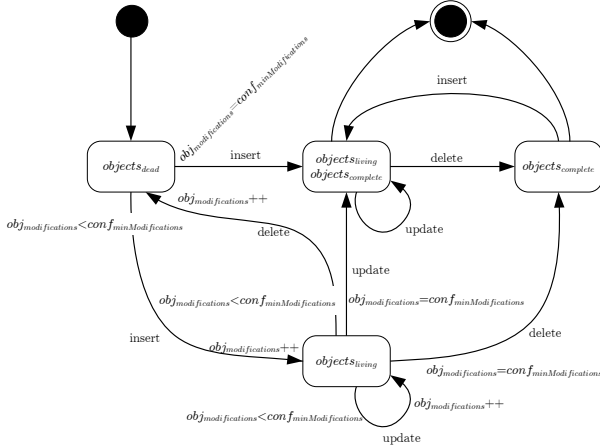 obj_modifications=conf_minModifications
insert
objects_dead
insert
objects_living
objects_complete
delete
objects_complete
obj_modifications++
obj_modifications<conf_minModifications
delete
update
update
obj_modifications<conf_minModifications
obj_modifications=conf_minModifications
insert
obj_modifications++
delete
objects_living
obj_modifications=conf_minModifications
obj_modifications<conf_minModifications
obj_modifications++
update